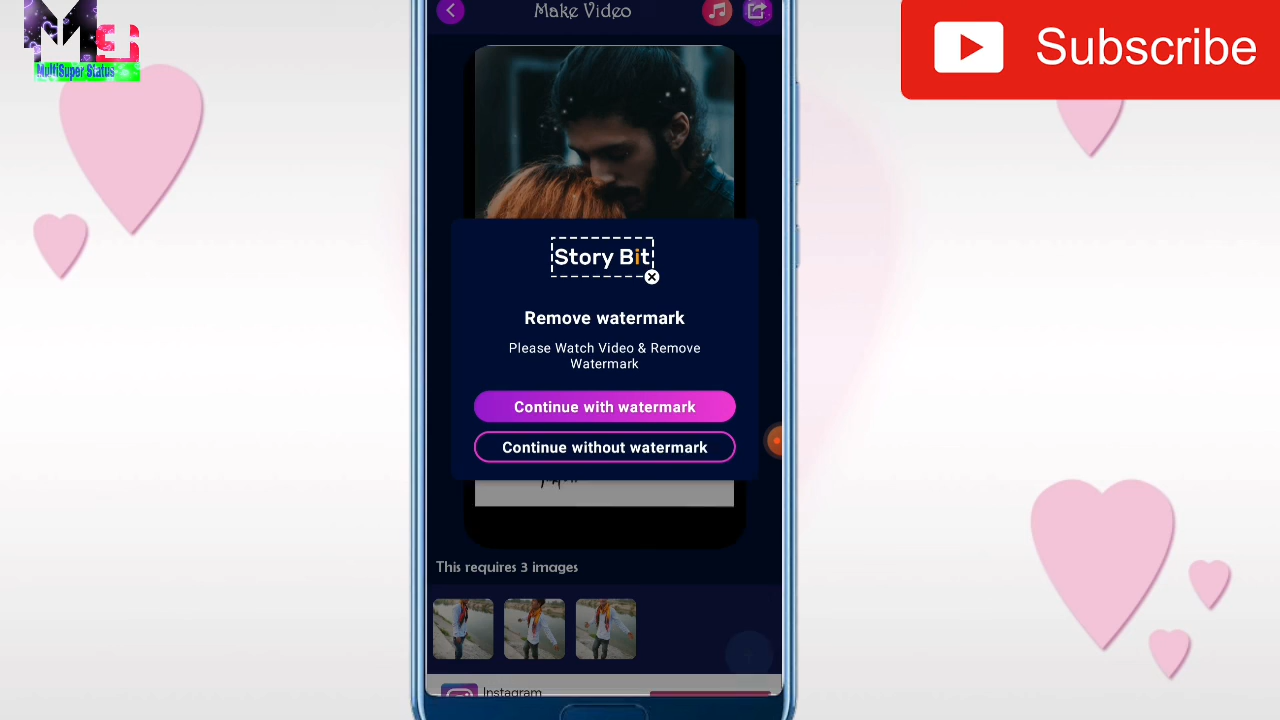 MS
MultiSuper Status
Make Video
Subscribe
Story Bit
Remove watermark
Please Watch Video & Remove
Watermark
Continue with watermark
Continue without watermark
This requires 3 images
Instagram